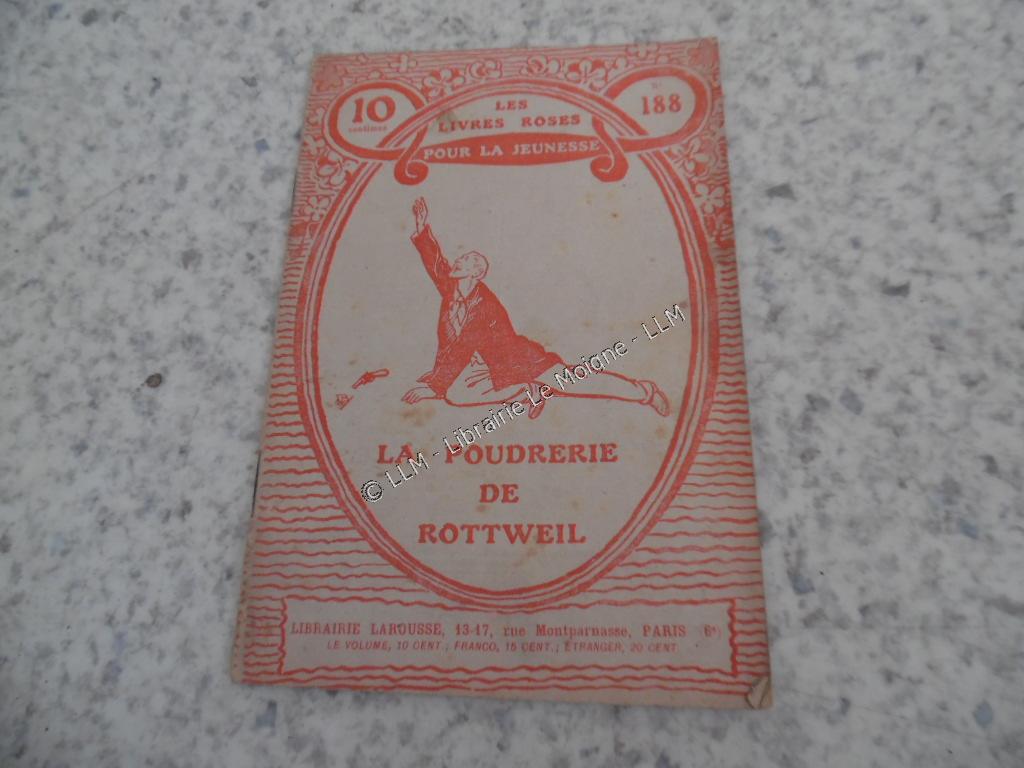 10
centimes
LES
LIVRES ROSES
POUR LA JEUNESSE
N°
188
LA POUDRERIE
DE
ROTTWEIL
LIBRAIRIE LAROUSSE, 13-17, rue Montparnasse, PARIS (6e)
LE VOLUME, 10 CENT.; FRANCO, 15 CENT.; ÉTRANGER, 20 CENT.
© LLM - Librairie Le Moigne - LLM